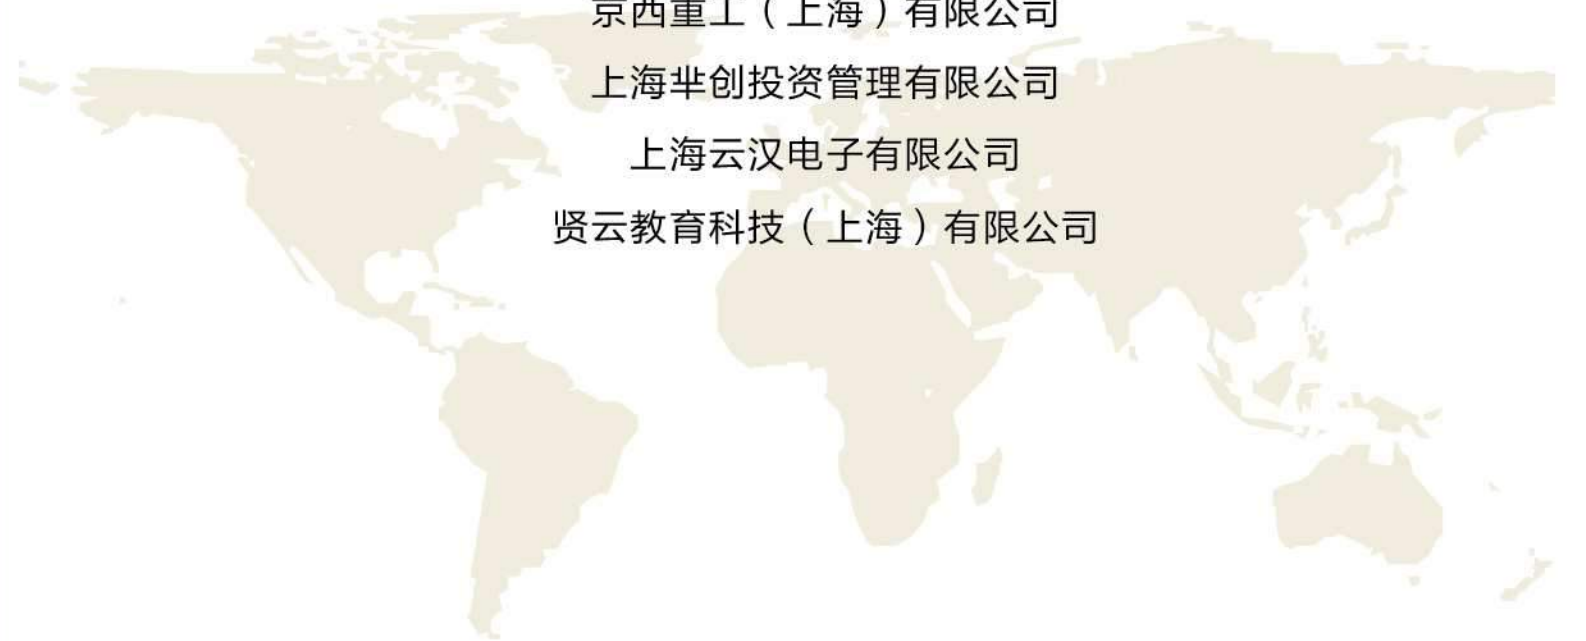 京西重工（上海）有限公司
上海芈创投资管理有限公司
上海云汉电子有限公司
贤云教育科技（上海）有限公司